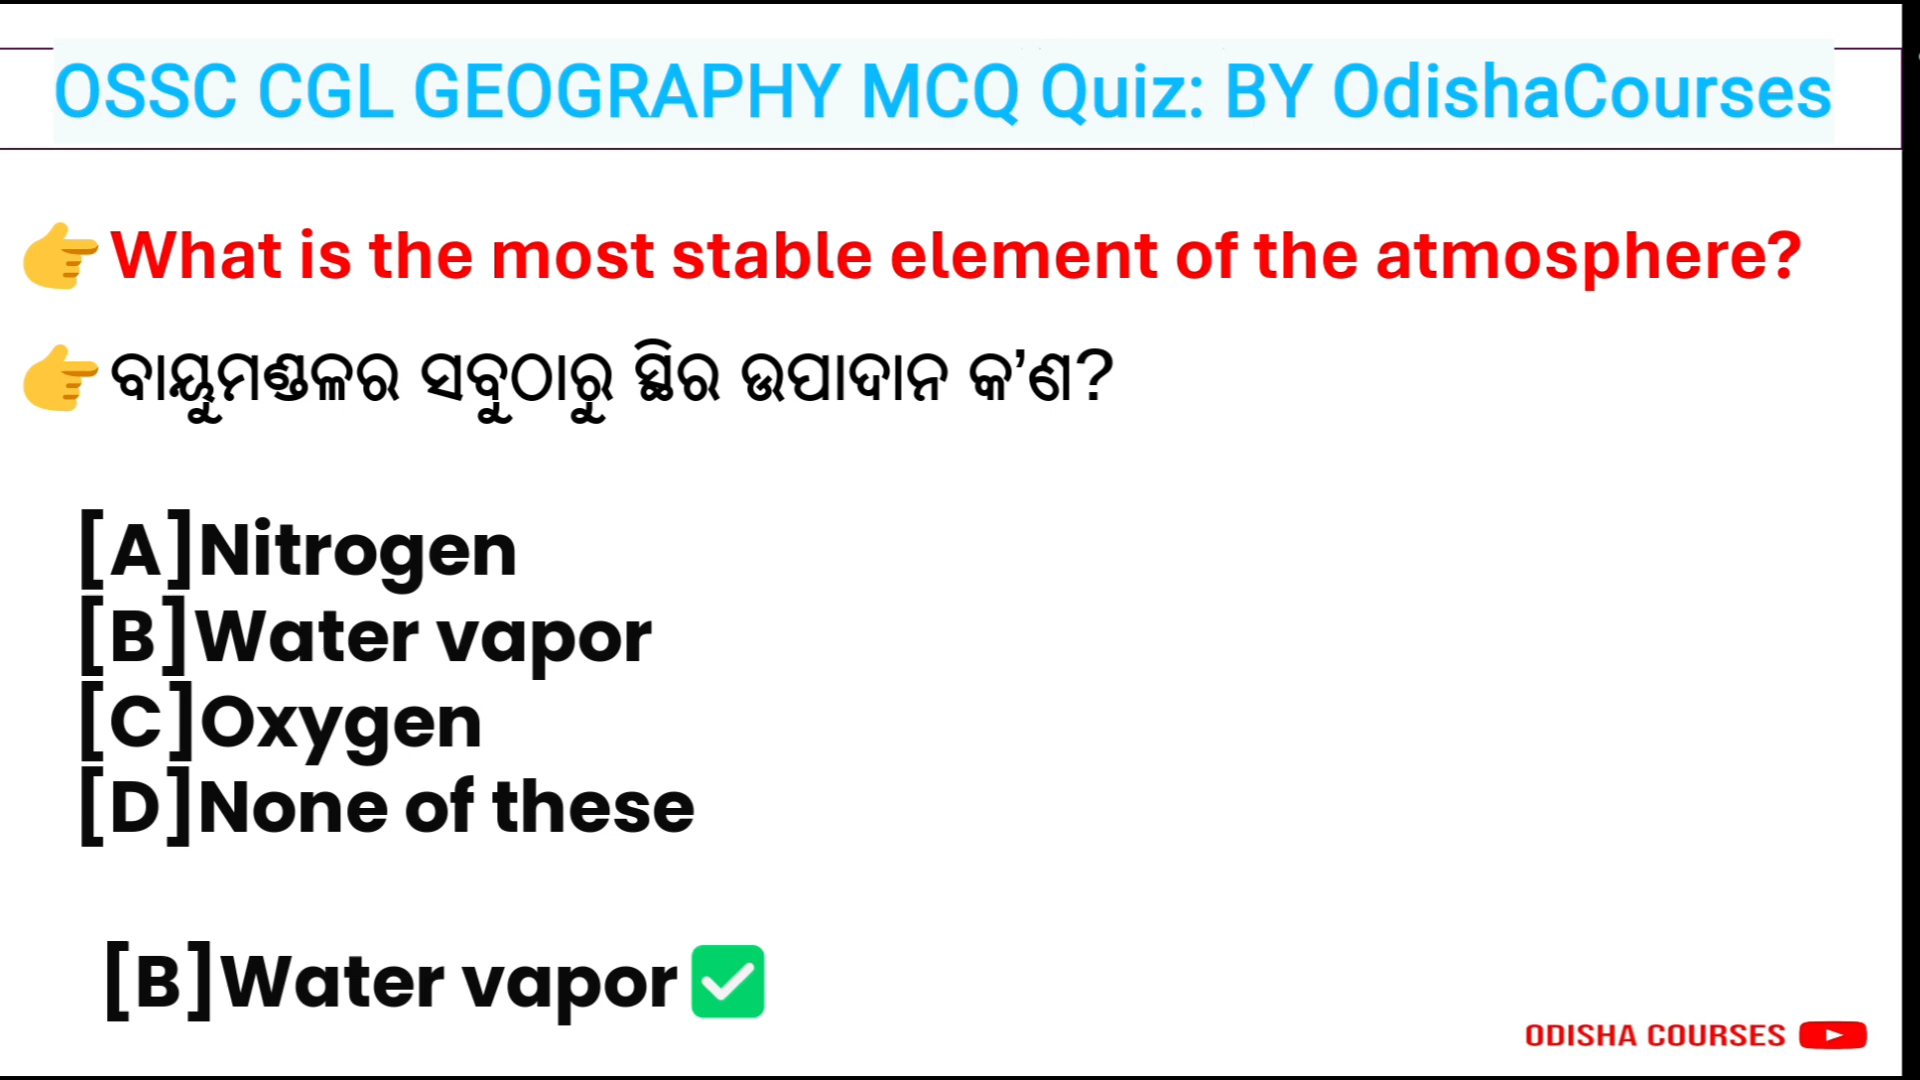 OSSC CGL GEOGRAPHY MCQ Quiz: BY OdishaCourses
👉What is the most stable element of the atmosphere?
👉ବାୟୁମଣ୍ଡଳର ସବୁଠାରୁ ସ୍ଥିର ଉପାଦାନ କ'ଣ?
[A]Nitrogen
[B]Water vapor
[C]Oxygen
[D]None of these
[B]Water vapor ✅
ODISHA COURSES